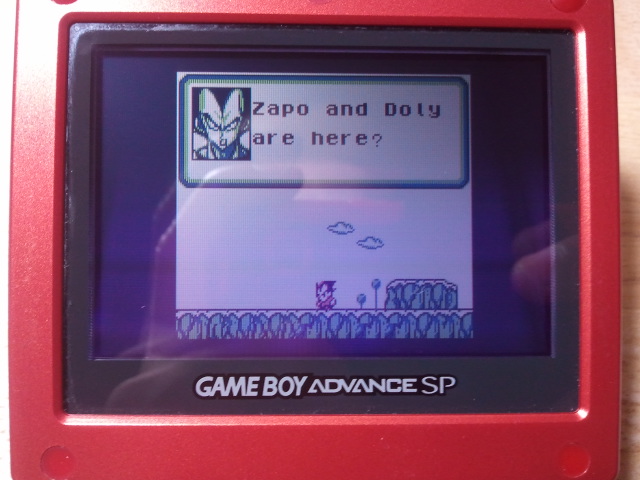 Zapo and Doly
are here?
GAME BOY ADVANCE SP